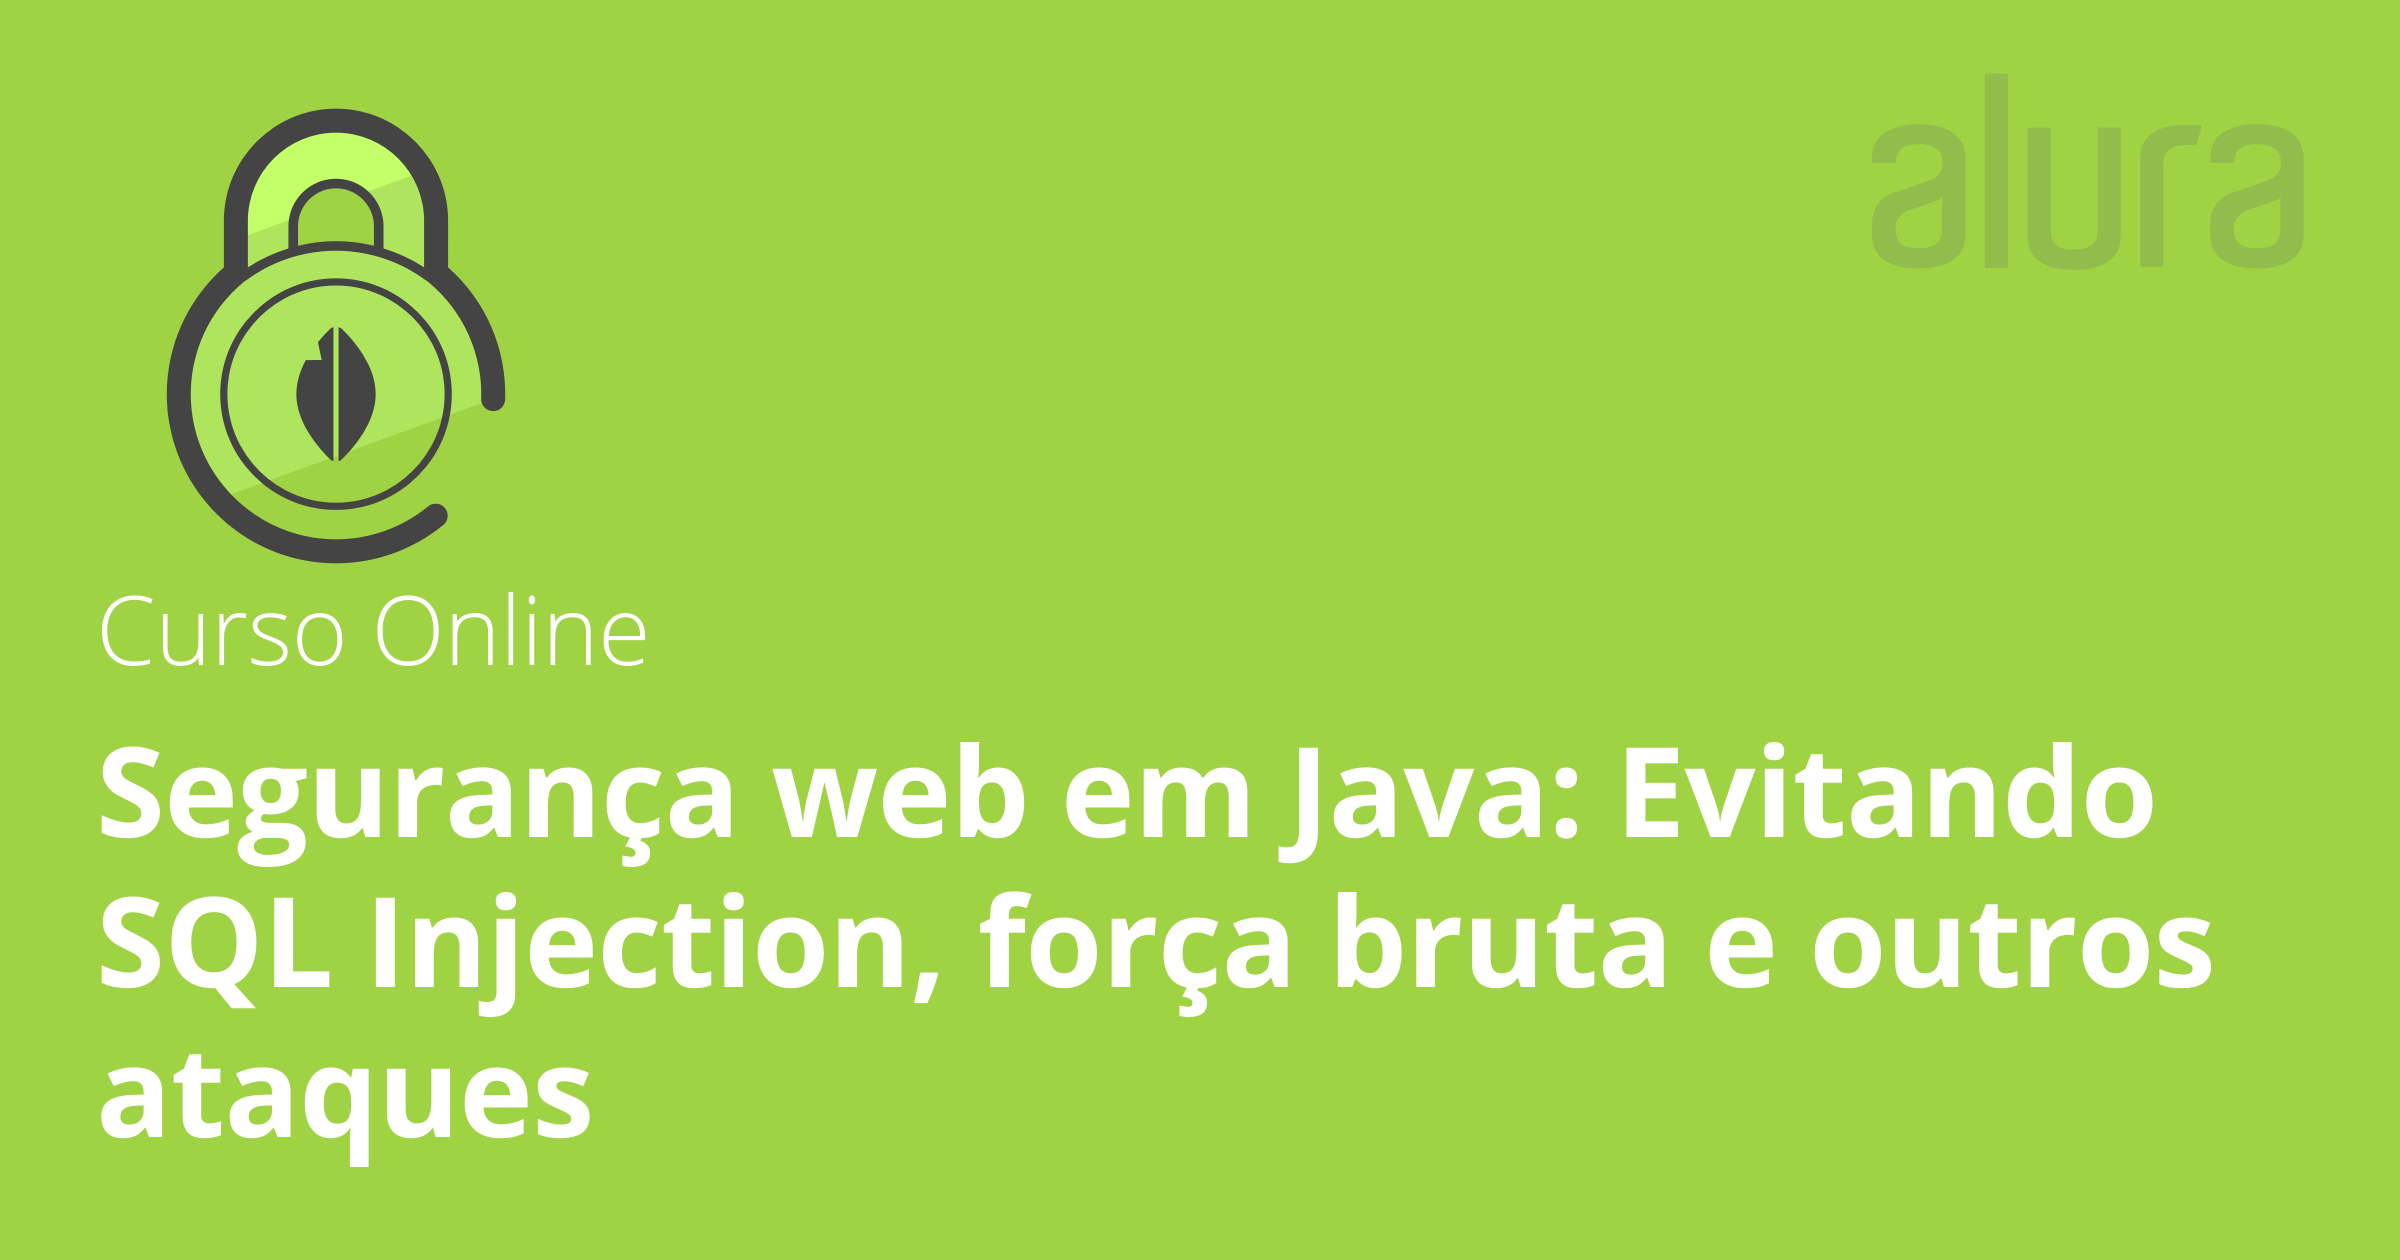 alura
Curso Online
Segurança web em Java: Evitando
SQL Injection, força bruta e outros
ataques